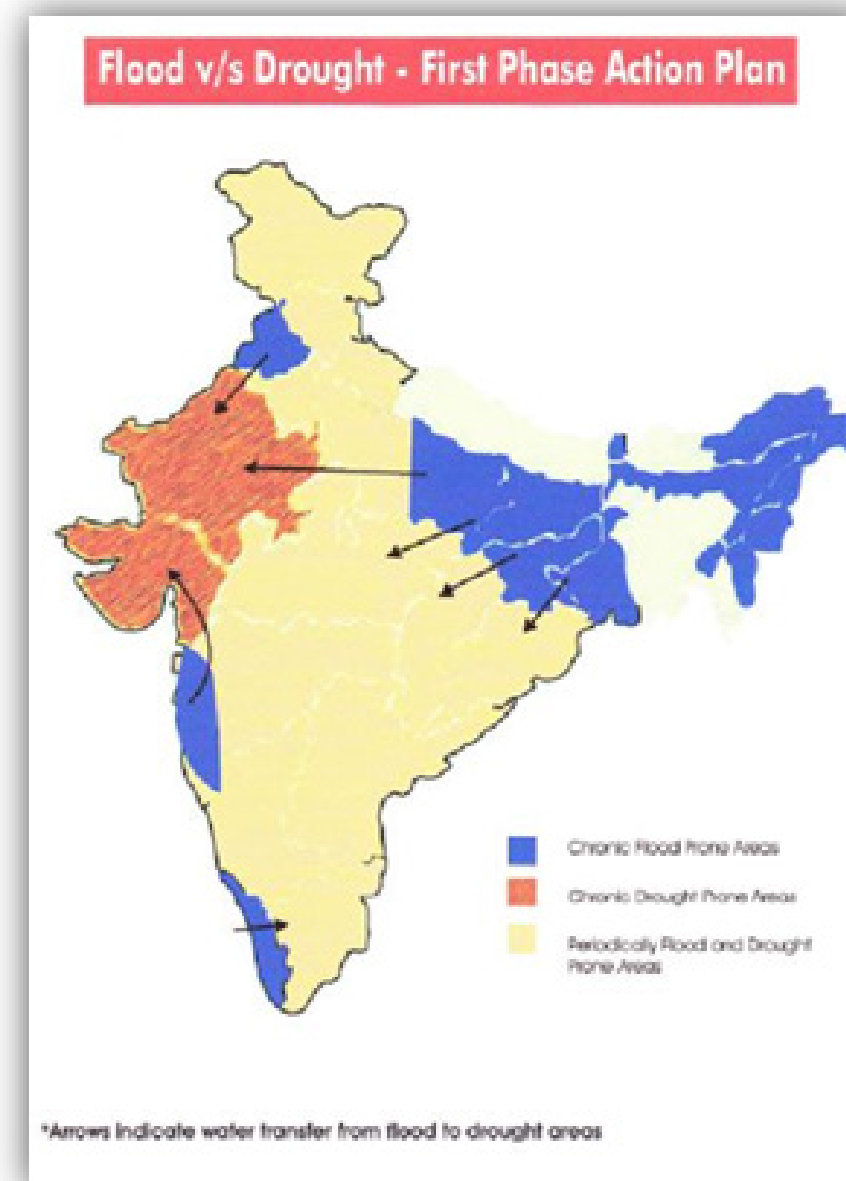 Flood v/s Drought - First Phase Action Plan
Chronic Flood Prone Areas
Chronic Drought Prone Areas
Periodically Flood and Drought
Prone Areas
*Arrows indicate water transfer from flood to drought areas